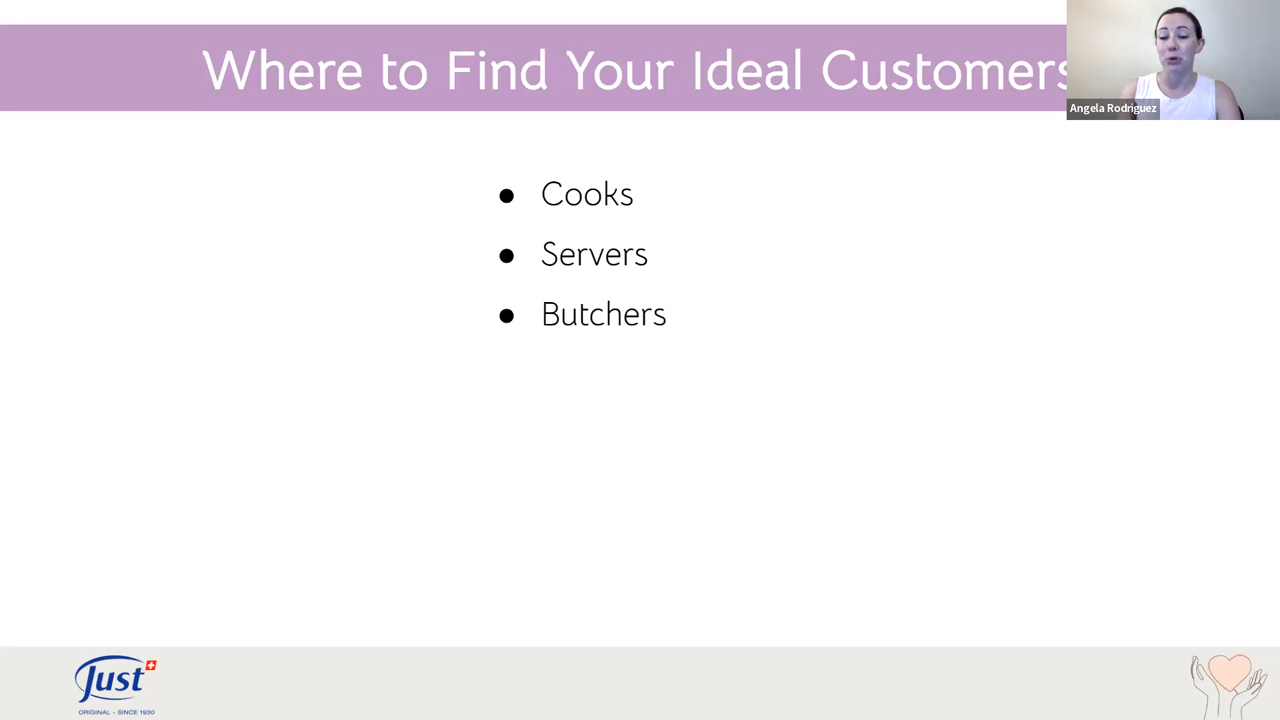 Where to Find Your Ideal Customers
Angela Rodriguez
● Cooks
● Servers
● Butchers
Just
ORIGINAL - SINCE 1930